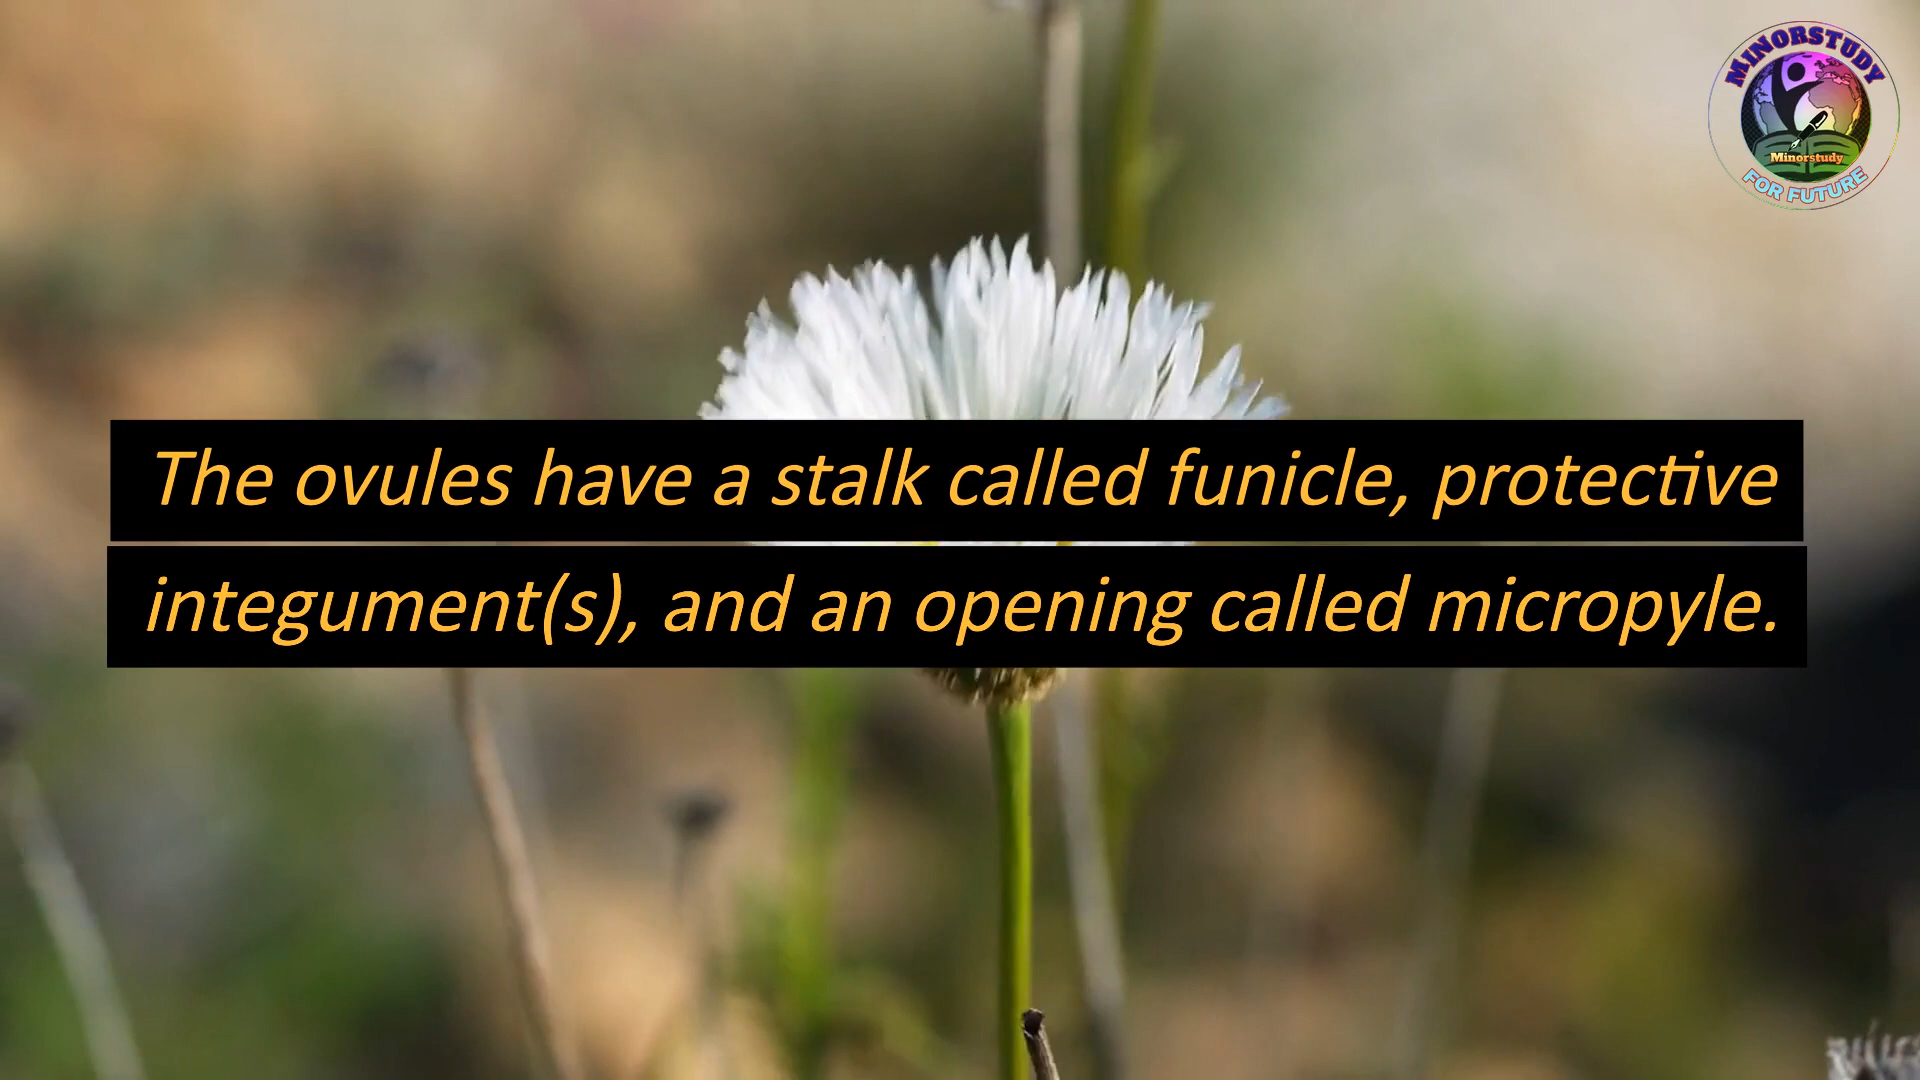 MINORSTUDY
Minorstudy
FOR FUTURE
The ovules have a stalk called funicle, protective
integument(s), and an opening called micropyle.